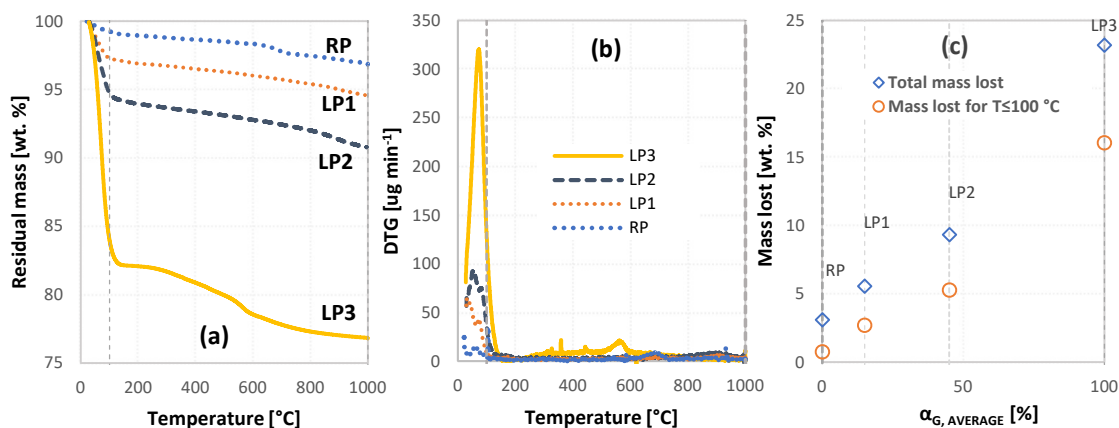 100
95
90
85
80
75
Residual mass [wt. %]
RP
LP1
LP2
LP3
(a)
0
200
400
600
800
1000
Temperature [°C]
350
300
250
200
150
100
50
0
DTG [ug min⁻¹]
(b)
LP3
LP2
LP1
RP
0
200
400
600
800
1000
Temperature [°C]
25
20
15
10
5
0
Mass lost [wt. %]
(c)
LP3
Total mass lost
Mass lost for T≤100 °C
LP2
LP1
RP
0
50
100
αG, AVERAGE [%]